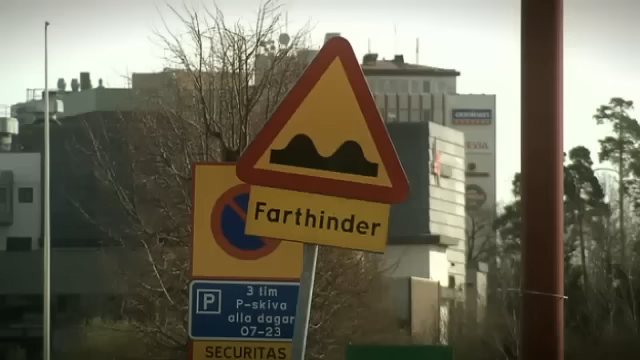 Farthinder
P
3 tim
P-skiva
alla dagar
07-23
SECURITAS